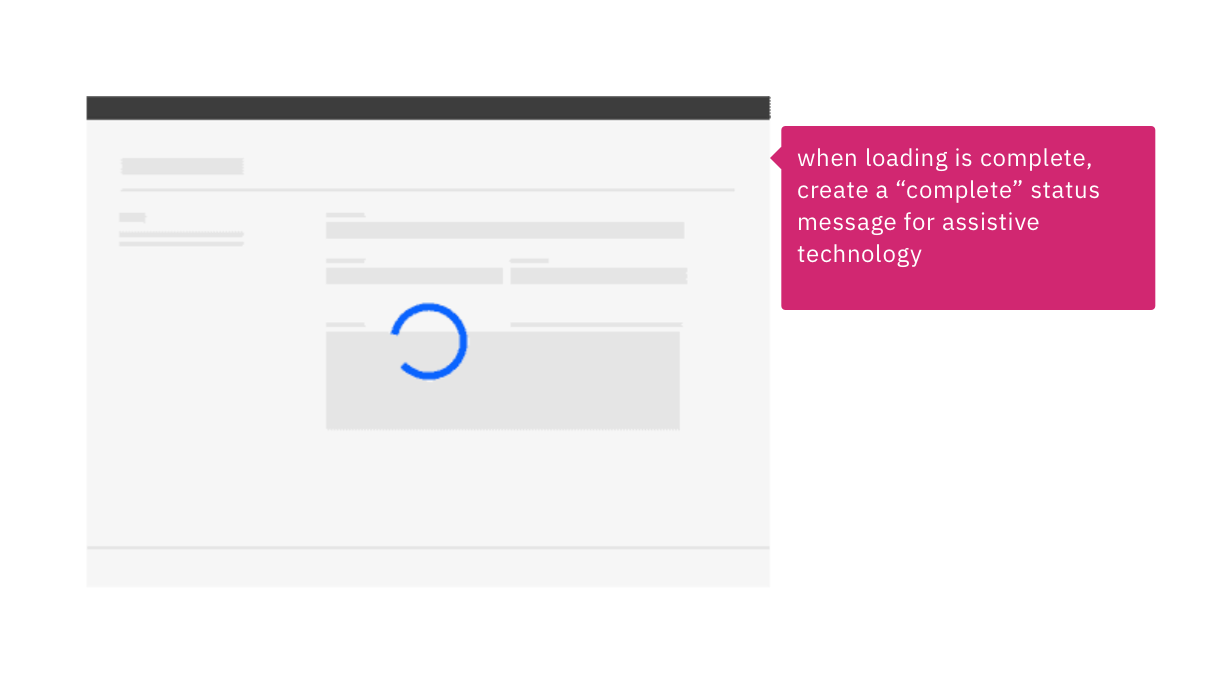 when loading is complete,
create a “complete” status
message for assistive
technology